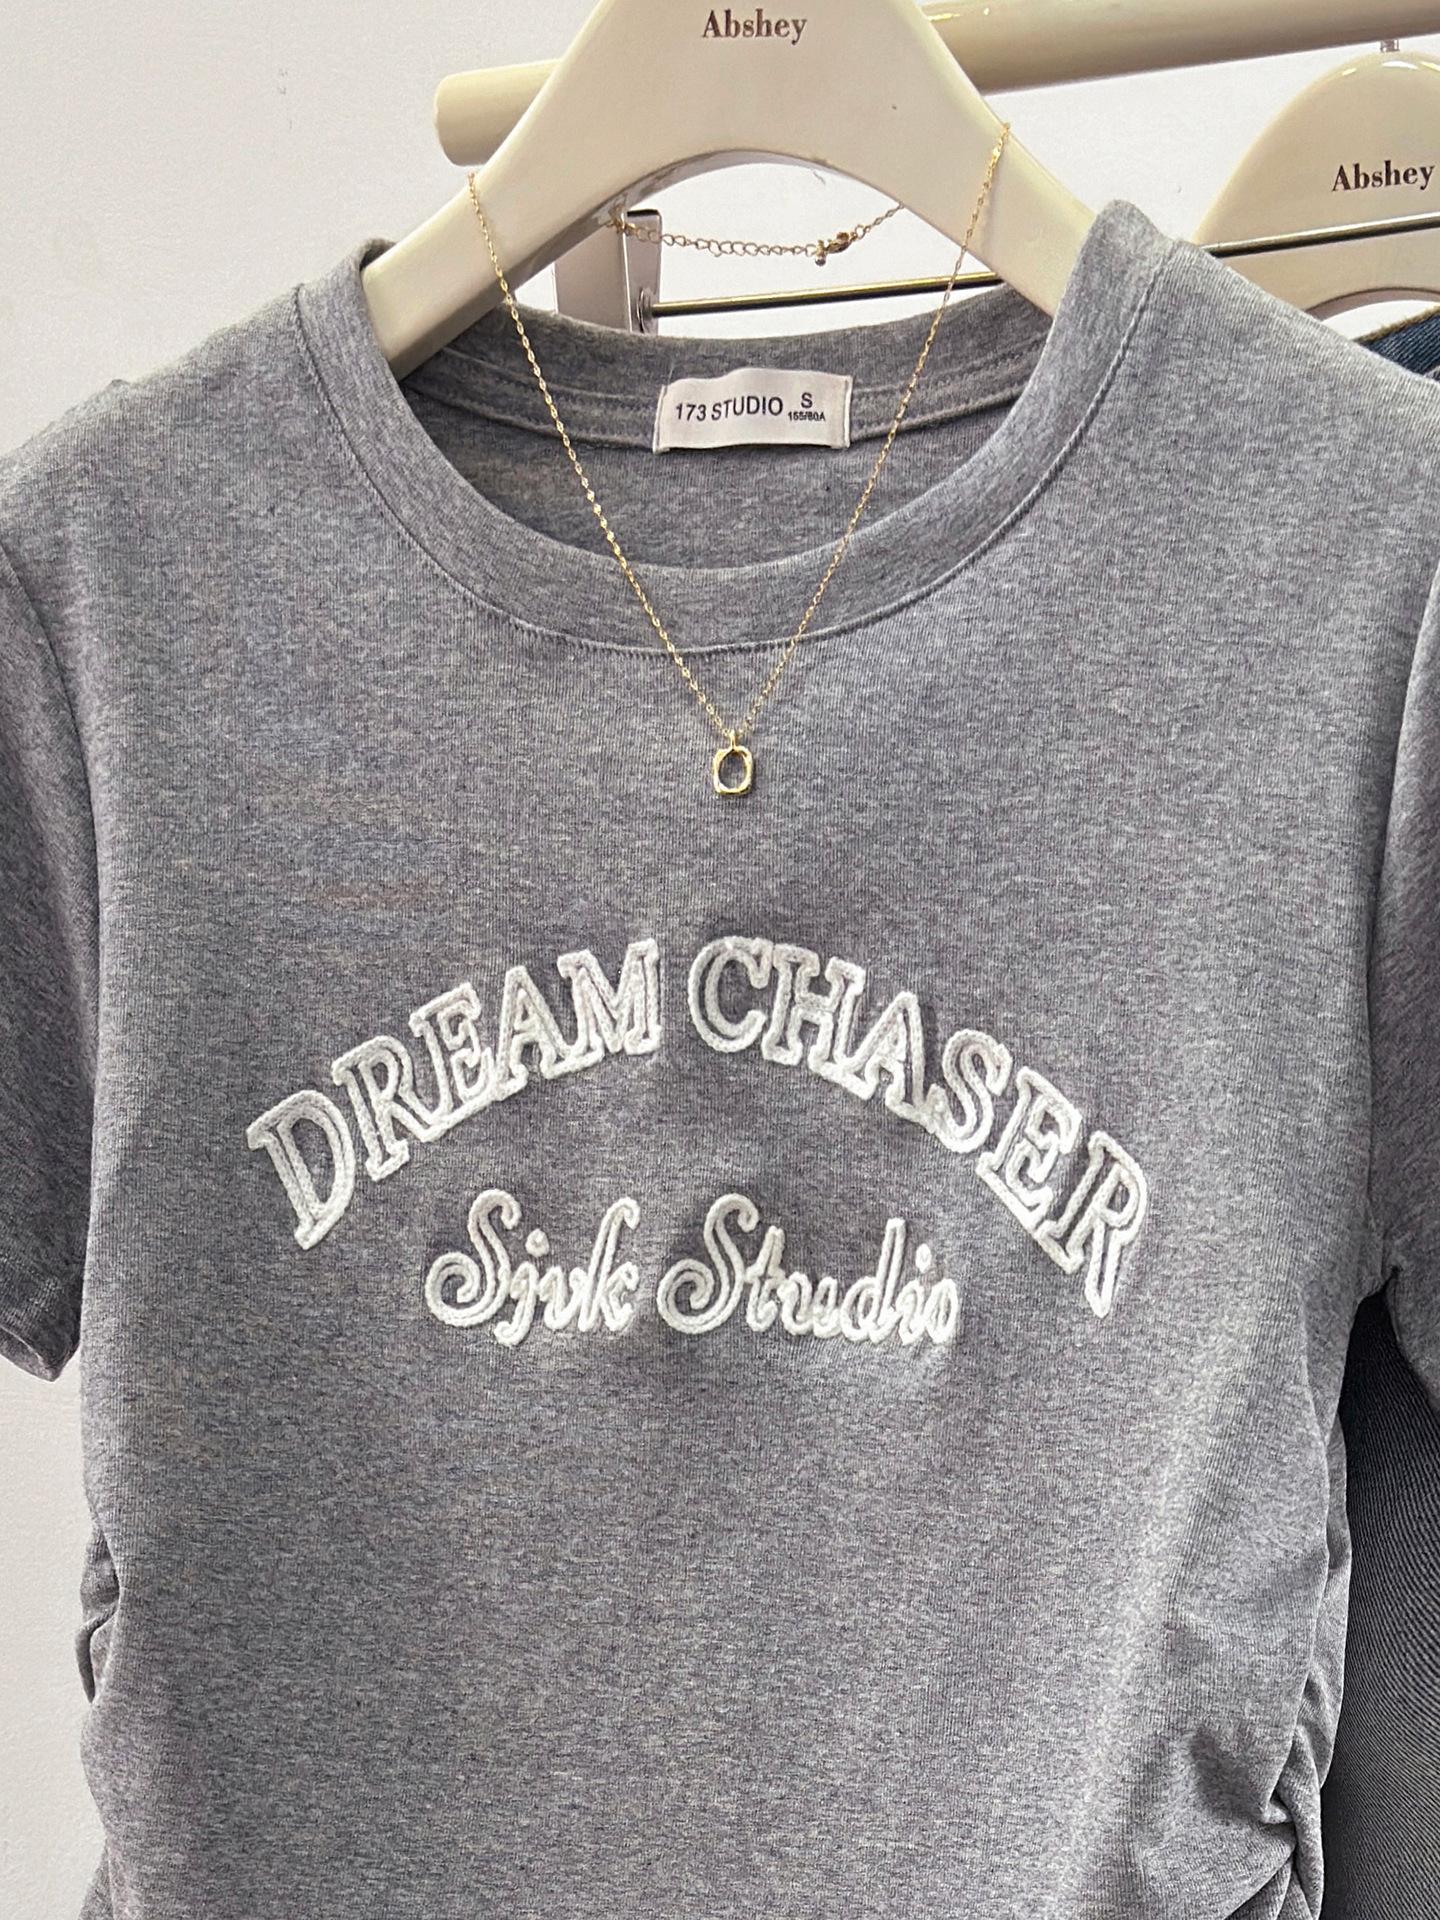 Abshey
Abshey
173 STUDIO S
155/80A
DREAM CHASER
Sjvk Studio